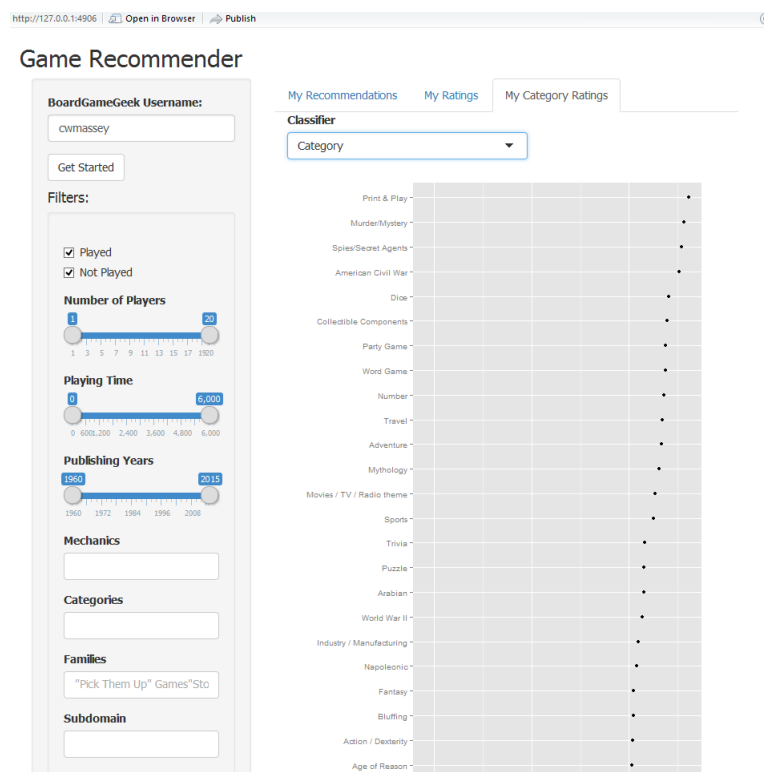 http://127.0.0.1:4906 Open in Browser Publish
Game Recommender
BoardGameGeek Username:
cwmassey
Get Started
Filters:
Played
Not Played
Number of Players
1 20
1 3 5 7 9 11 13 15 17 1920
Playing Time
0 6,000
0 6001,200 2,400 3,600 4,800 6,000
Publishing Years
1960 2015
1960 1972 1984 1996 2008
Mechanics
Categories
Families
"Pick Them Up" Games"Sto
Subdomain
My Recommendations My Ratings My Category Ratings
Classifier
Category
Print & Play
Murder/Mystery
Spies/Secret Agents
American Civil War
Dice
Collectible Components
Party Game
Word Game
Number
Travel
Adventure
Mythology
Movies / TV / Radio theme
Sports
Trivia
Puzzle
Arabian
World War II
Industry / Manufacturing
Napoleonic
Fantasy
Bluffing
Action / Dexterity
Age of Reason